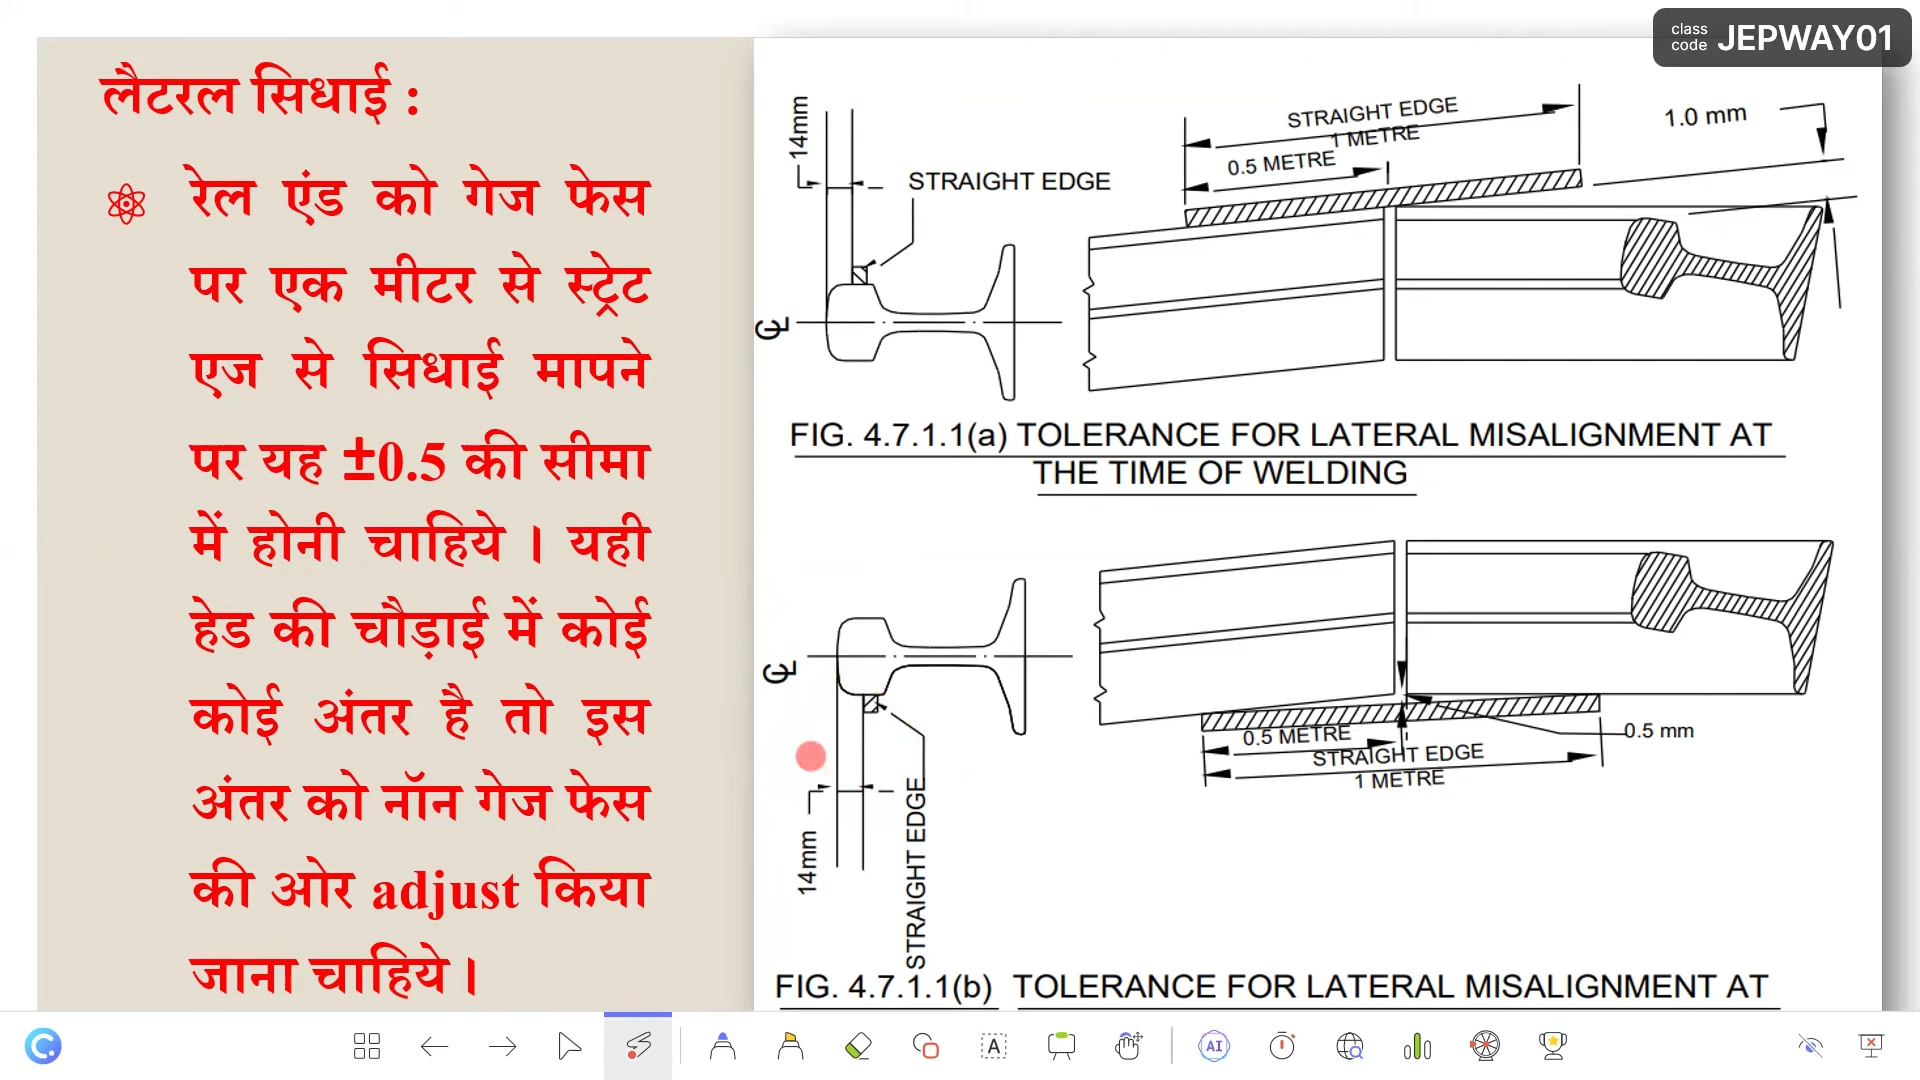 class
code JEPWAY01
लैटरल सिधाई :
रेल एंड को गेज फेस
पर एक मीटर से स्ट्रेट
एज से सिधाई मापने
पर यह ±0.5 की सीमा
में होनी चाहिये । यही
हेड की चौड़ाई में कोई
कोई अंतर है तो इस
अंतर को नॉन गेज फेस
की ओर adjust किया
जाना चाहिये ।
14mm
STRAIGHT EDGE
STRAIGHT EDGE
1 METRE
0.5 METRE
1.0 mm
℄
FIG. 4.7.1.1(a) TOLERANCE FOR LATERAL MISALIGNMENT AT
THE TIME OF WELDING
℄
14mm
STRAIGHT EDGE
0.5 METRE
STRAIGHT EDGE
1 METRE
0.5 mm
FIG. 4.7.1.1(b) TOLERANCE FOR LATERAL MISALIGNMENT AT
A
AI